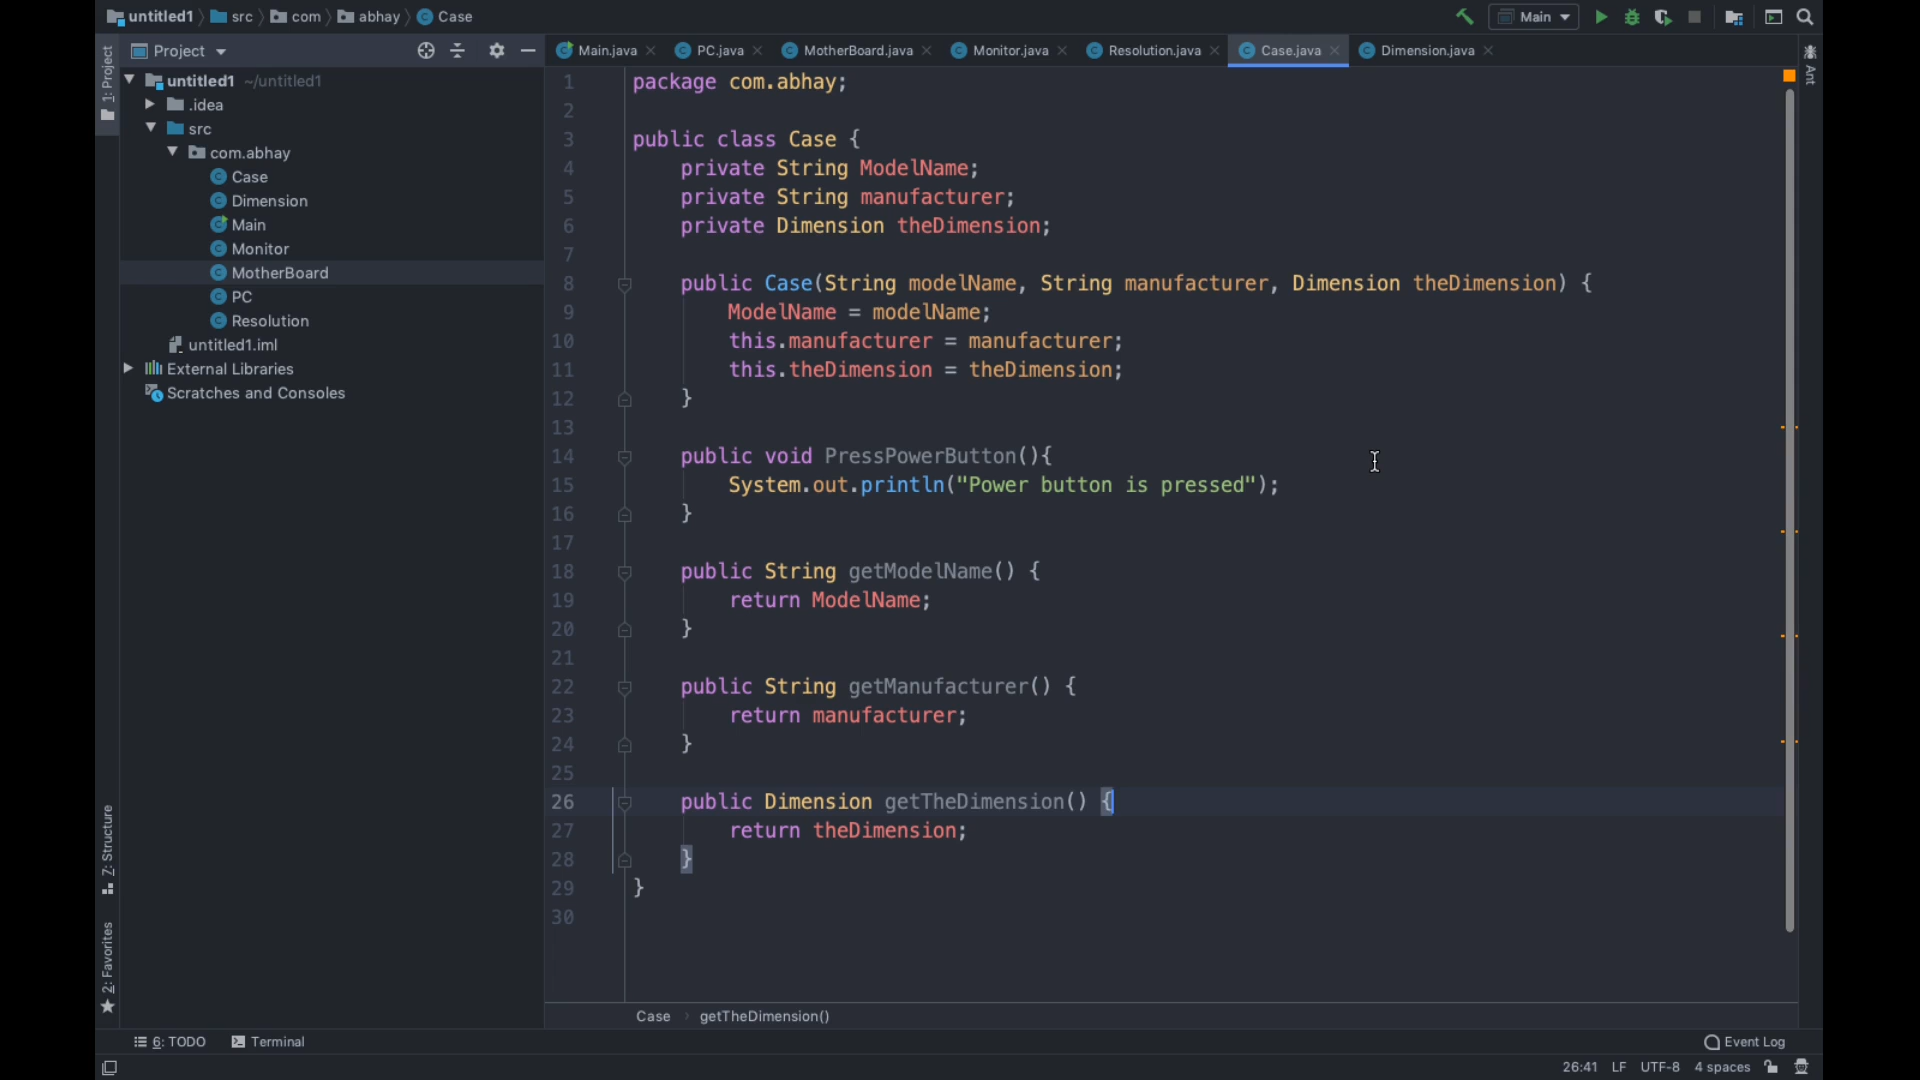 untitled1 src com abhay Case
Main
1: Project
Project
Main.java PC.java MotherBoard.java Monitor.java Resolution.java Case.java Dimension.java
Ant
untitled1 ~/untitled1
.idea
src
com.abhay
Case
Dimension
Main
Monitor
MotherBoard
PC
Resolution
untitled1.iml
External Libraries
Scratches and Consoles
1 package com.abhay;
2
3 public class Case {
4 private String ModelName;
5 private String manufacturer;
6 private Dimension theDimension;
7
8 public Case(String modelName, String manufacturer, Dimension theDimension) {
9 ModelName = modelName;
10 this.manufacturer = manufacturer;
11 this.theDimension = theDimension;
12 }
13
14 public void PressPowerButton(){
15 System.out.println("Power button is pressed");
16 }
17
18 public String getModelName() {
19 return ModelName;
20 }
21
22 public String getManufacturer() {
23 return manufacturer;
24 }
25
26 public Dimension getTheDimension() {
27 return theDimension;
28 }
29 }
30
Z: Structure
2: Favorites
Case getTheDimension()
6: TODO Terminal Event Log
26:41 LF UTF-8 4 spaces